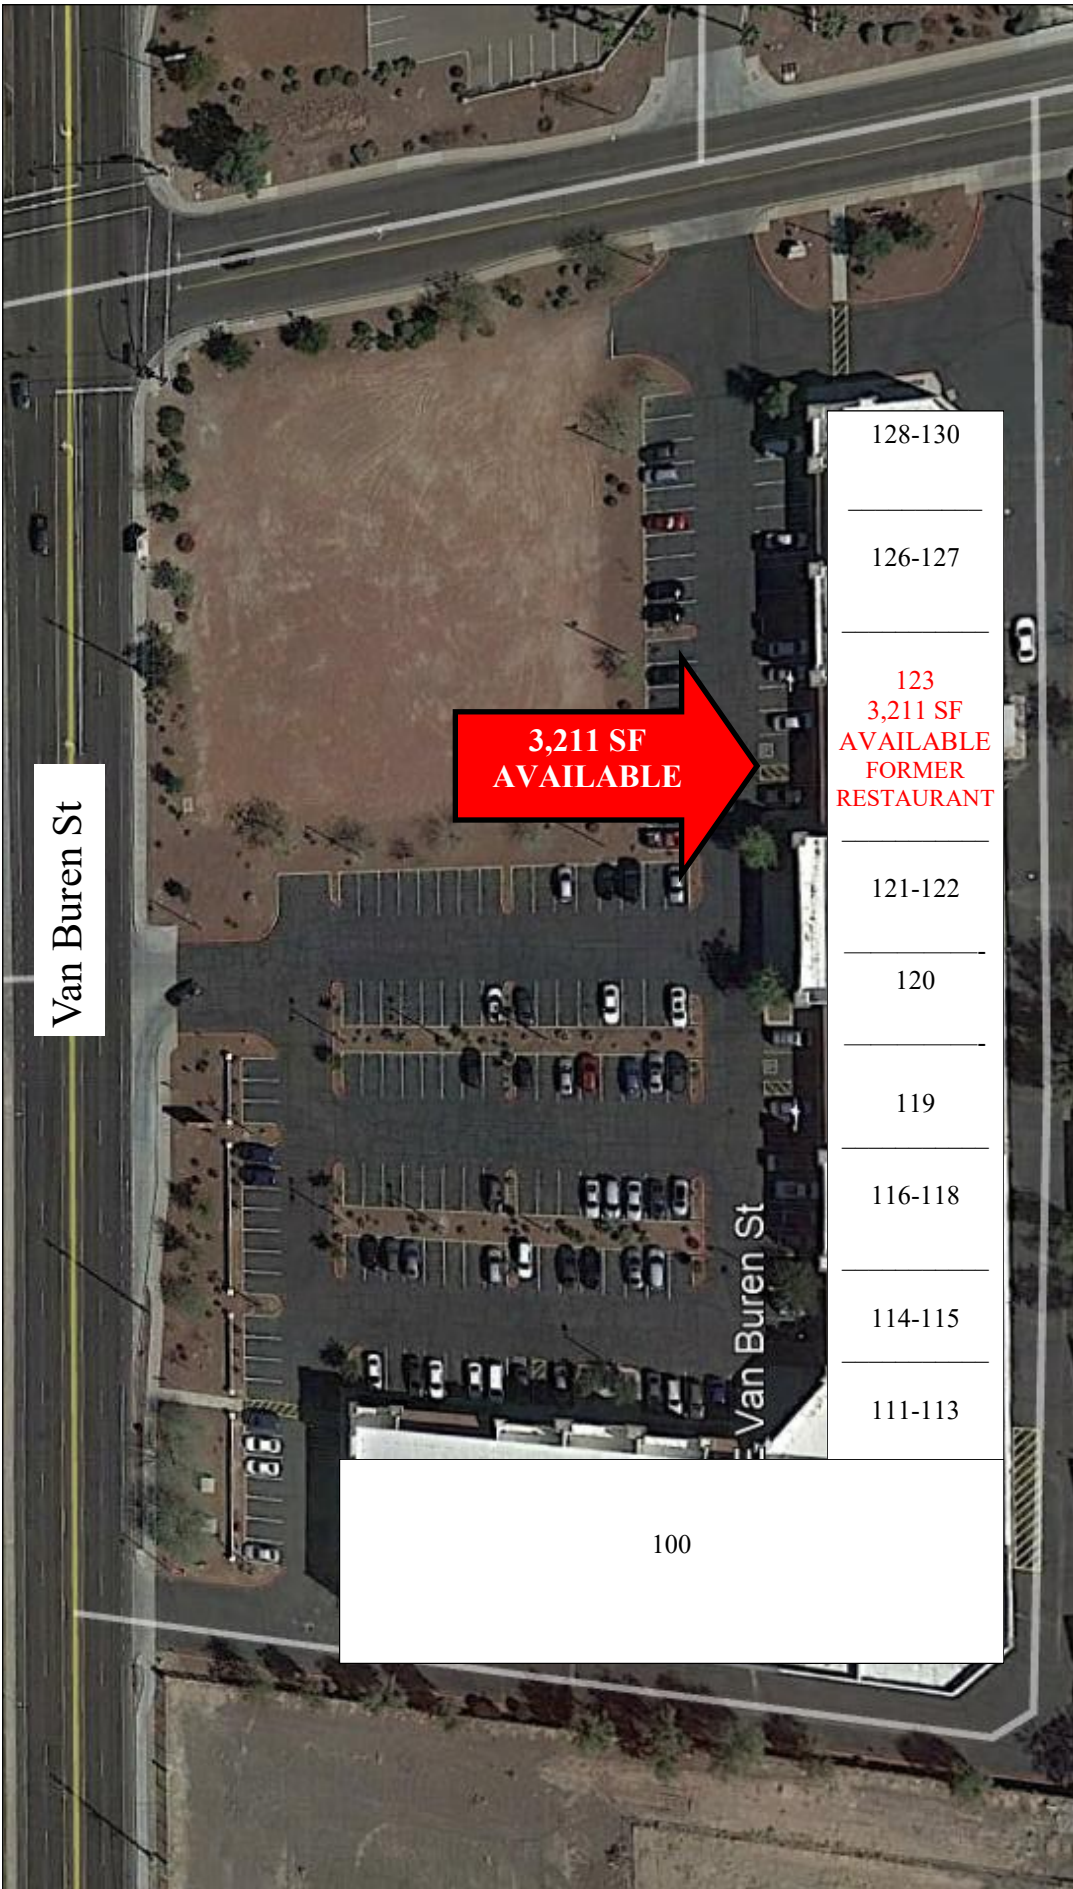 128-130
126-127
123
3,211 SF
AVAILABLE
FORMER
RESTAURANT
3,211 SF
AVAILABLE
121-122
120
119
116-118
114-115
111-113
100
Van Buren St
Van Buren St